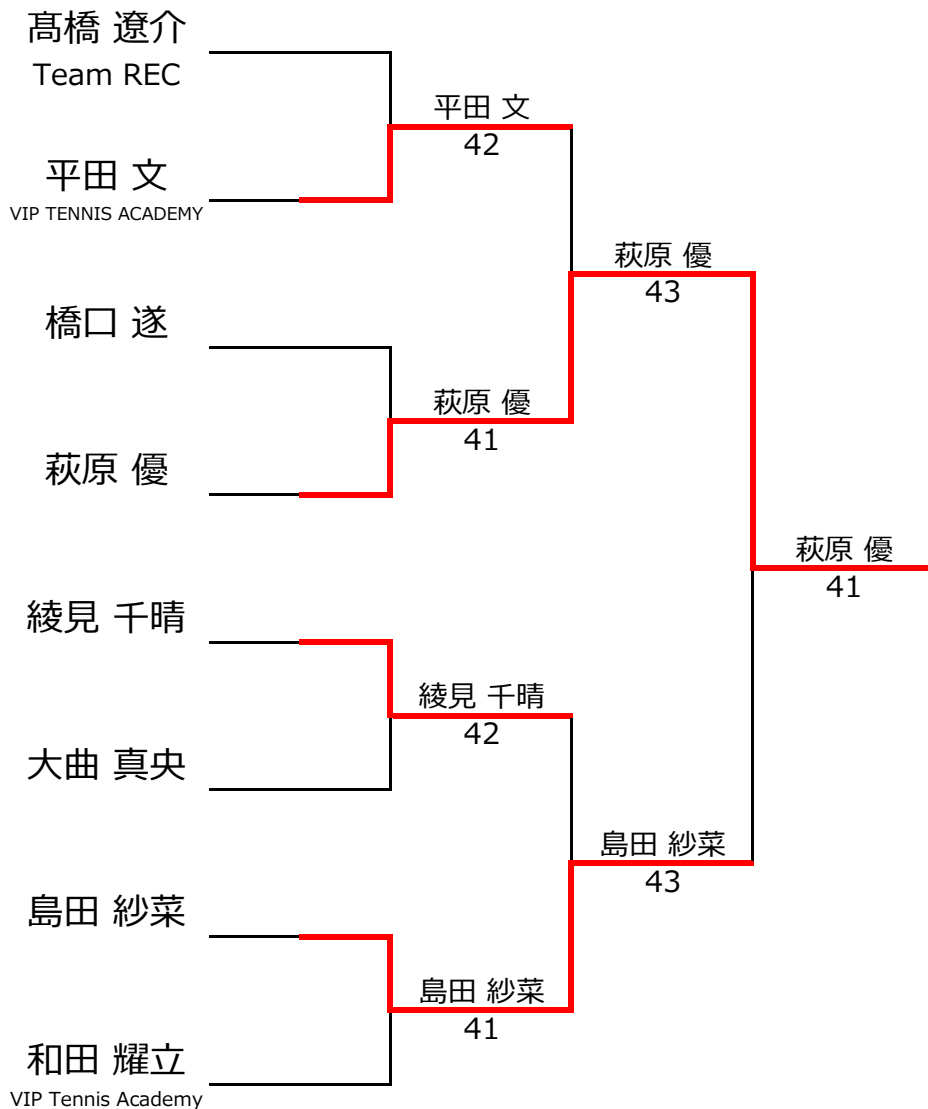 髙橋 遼介
Team REC
平田 文
42
平田 文
VIP TENNIS ACADEMY
萩原 優
43
橋口 遂
萩原 優
41
萩原 優
萩原 優
41
綾見 千晴
綾見 千晴
42
大曲 真央
島田 紗菜
43
島田 紗菜
島田 紗菜
41
和田 耀立
VIP Tennis Academy